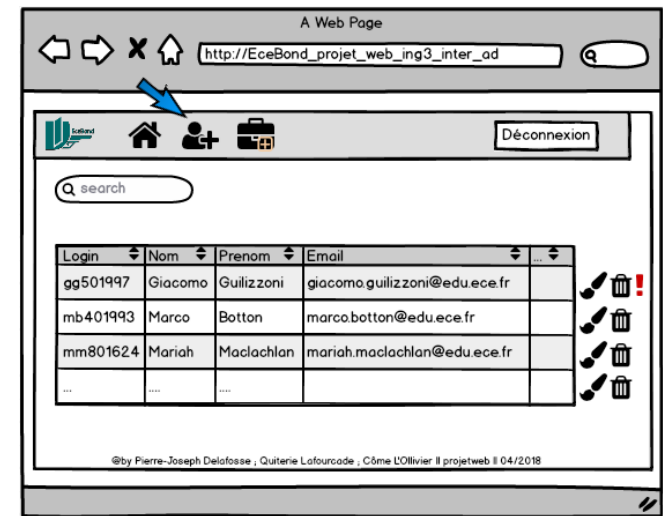 A Web Page
http://EceBond_projet_web_ing3_inter_ad
EceBond
Déconnexion
search
Login Nom Prenom Email ...
gg501997 Giacomo Guilizzoni giacomo.guilizzoni@edu.ece.fr
!
mb401993 Marco Botton marco.botton@edu.ece.fr
mm801624 Mariah Maclachlan mariah.maclachlan@edu.ece.fr
... .... ....
@by Pierre-Joseph Delafosse ; Quiterie Lafourcade ; Côme L'Ollivier II projetweb II 04/2018